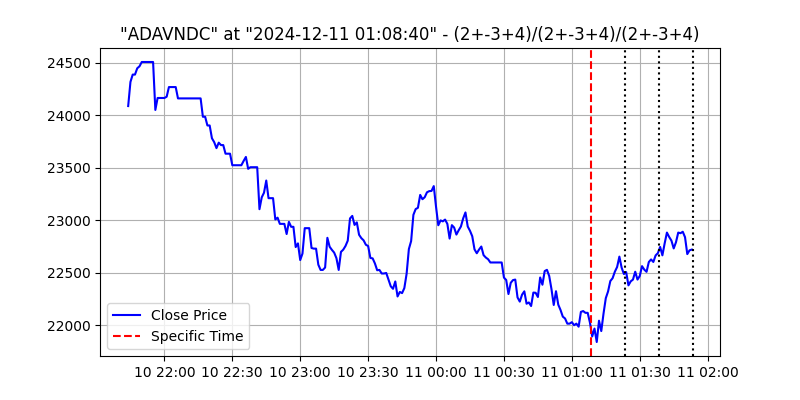 "ADAVNDC" at "2024-12-11 01:08:40" - (2+-3+4)/(2+-3+4)/(2+-3+4)
24500
24000
23500
23000
22500
22000
Close Price
Specific Time
10 22:00 10 22:30 10 23:00 10 23:30 11 00:00 11 00:30 11 01:00 11 01:30 11 02:00